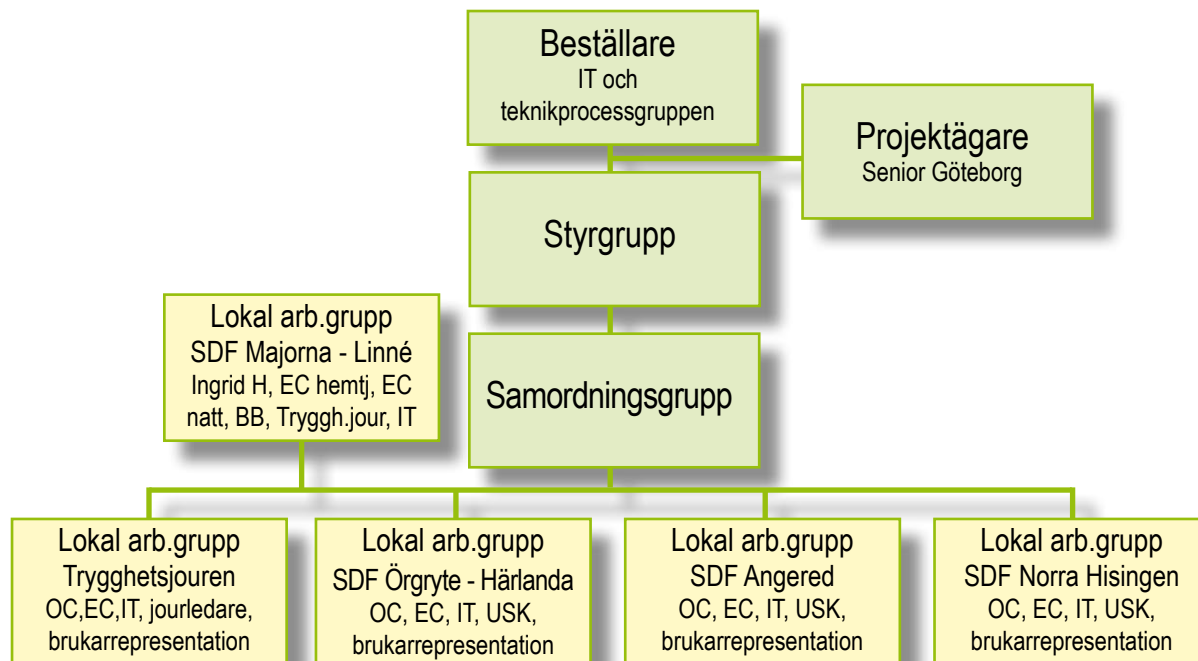 Beställare
IT och
teknikprocessgruppen
Projektägare
Senior Göteborg
Styrgrupp
Lokal arb.grupp
SDF Majorna - Linné
Ingrid H, EC hemtj, EC
natt, BB, Tryggh.jour, IT
Samordningsgrupp
Lokal arb.grupp
Trygghetsjouren
OC,EC,IT, jourledare,
brukarrepresentation
Lokal arb.grupp
SDF Örgryte - Härlanda
OC, EC, IT, USK,
brukarrepresentation
Lokal arb.grupp
SDF Angered
OC, EC, IT, USK,
brukarrepresentation
Lokal arb.grupp
SDF Norra Hisingen
OC, EC, IT, USK,
brukarrepresentation